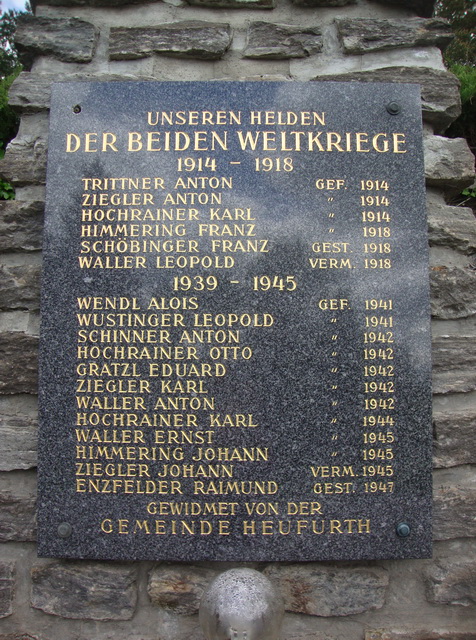 UNSEREN HELDEN
DER BEIDEN WELTKRIEGE
1914 – 1918
TRITTNER ANTON GEF. 1914
ZIEGLER ANTON " 1914
HOCHRAINER KARL " 1914
HIMMERING FRANZ " 1918
SCHÖBINGER FRANZ GEST. 1918
WALLER LEOPOLD VERM. 1918
1939 – 1945
WENDL ALOIS GEF. 1941
WUSTINGER LEOPOLD " 1941
SCHINNER ANTON " 1942
HOCHRAINER OTTO " 1942
GRATZL EDUARD " 1942
ZIEGLER KARL " 1942
WALLER ANTON " 1942
HOCHRAINER KARL " 1944
WALLER ERNST " 1945
HIMMERING JOHANN " 1945
ZIEGLER JOHANN VERM. 1945
ENZFELDER RAIMUND GEST. 1947
GEWIDMET VON DER
GEMEINDE HEUFURTH